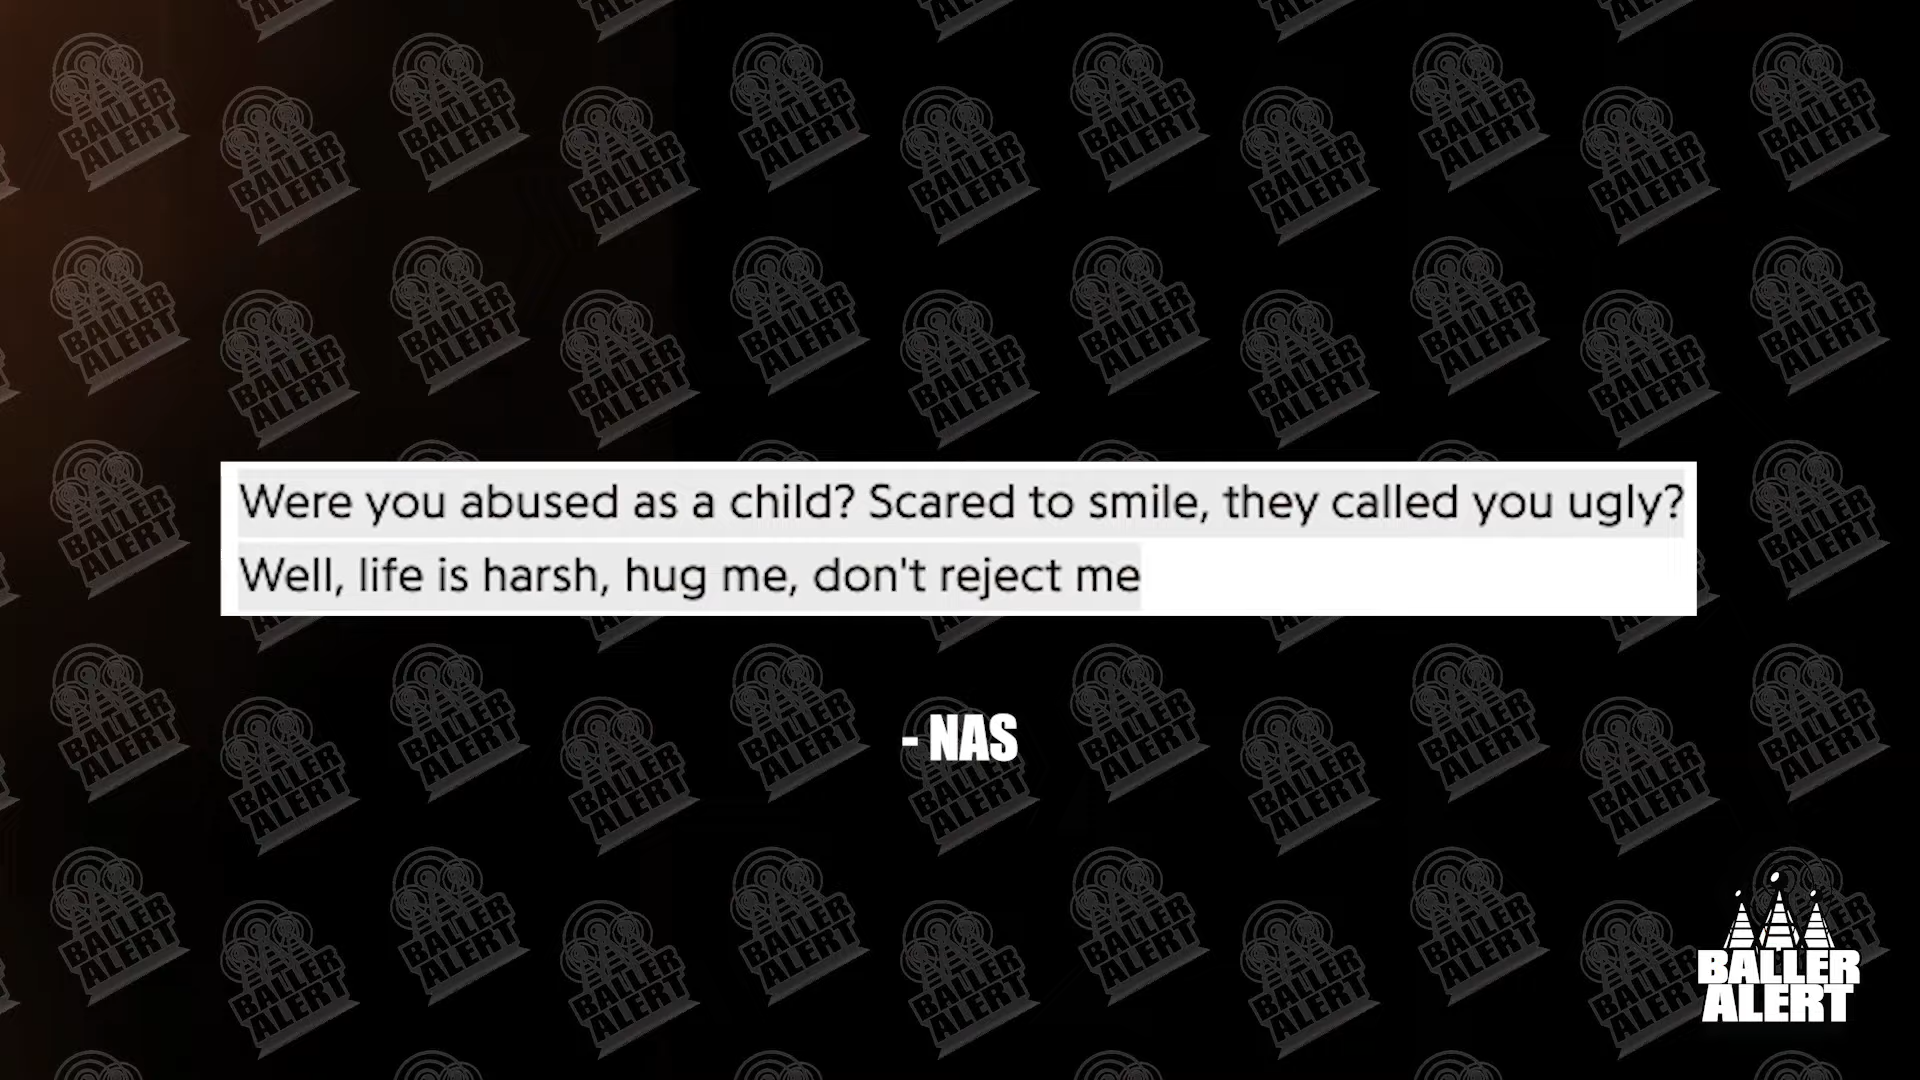 Were you abused as a child? Scared to smile, they called you ugly?
Well, life is harsh, hug me, don't reject me
- NAS
BALLER
ALERT